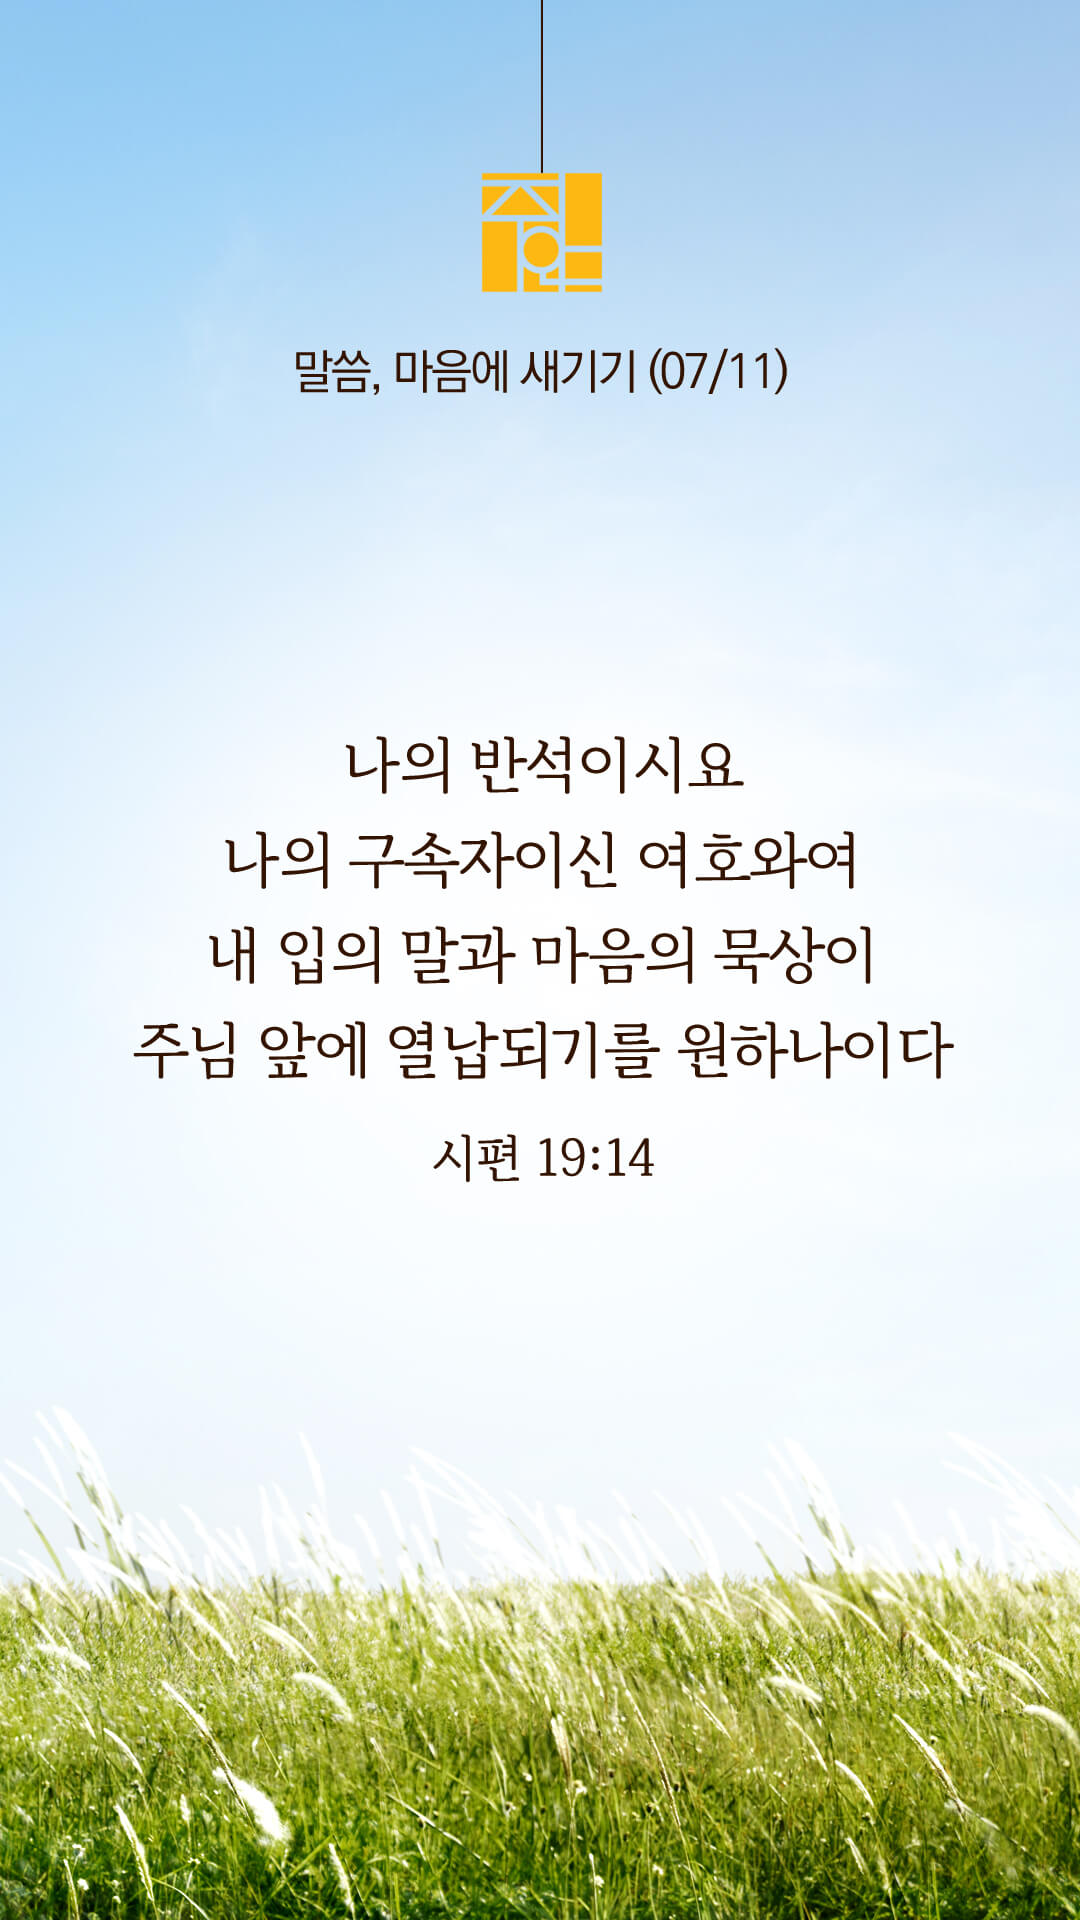 말씀, 마음에 새기기 (07/11)
나의 반석이시요
나의 구속자이신 여호와여
내 입의 말과 마음의 묵상이
주님 앞에 열납되기를 원하나이다
시편 19:14